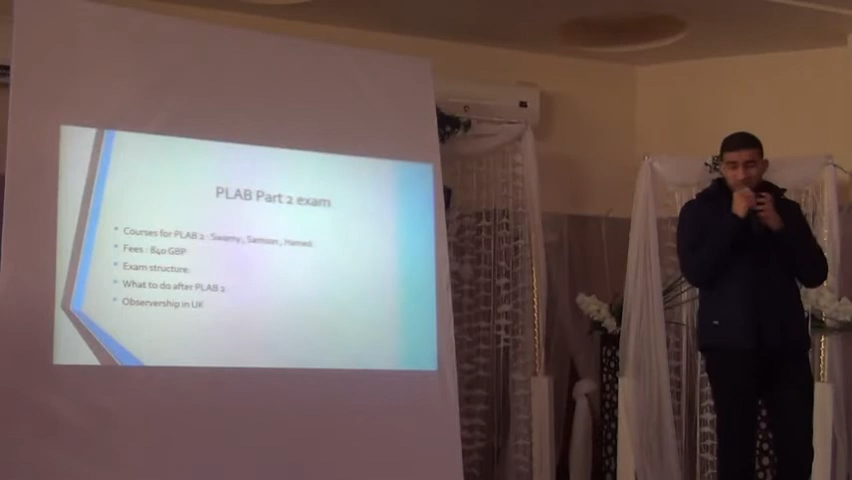 PLAB Part 2 exam
Courses for PLAB 2 : Swamy , Samson , Hamed
Fees : 840 GBP
Exam structure
What to do after PLAB 2
Observership in UK